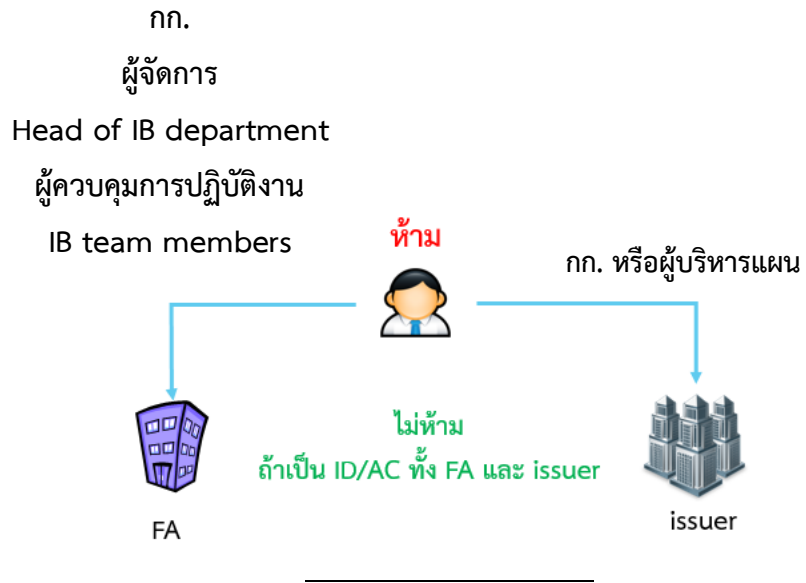 กก.
ผู้จัดการ
Head of IB department
ผู้ควบคุมการปฏิบัติงาน
IB team members
ห้าม
กก. หรือผู้บริหารแผน
ไม่ห้าม
ถ้าเป็น ID/AC ทั้ง FA และ issuer
FA
issuer